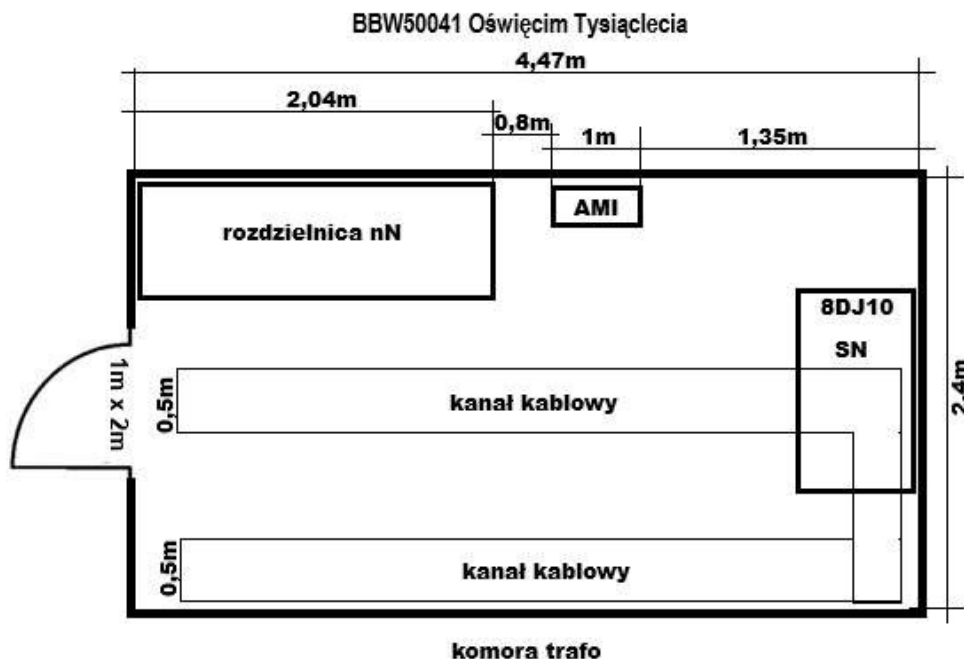 BBW50041 Oświęcim Tysiąclecia
4,47m
2,04m
0,8m
1m
1,35m
AMI
rozdzielnica nN
8DJ10
SN
1m x 2m
0,5m
kanał kablowy
2,4m
0,5m
kanał kablowy
komora trafo